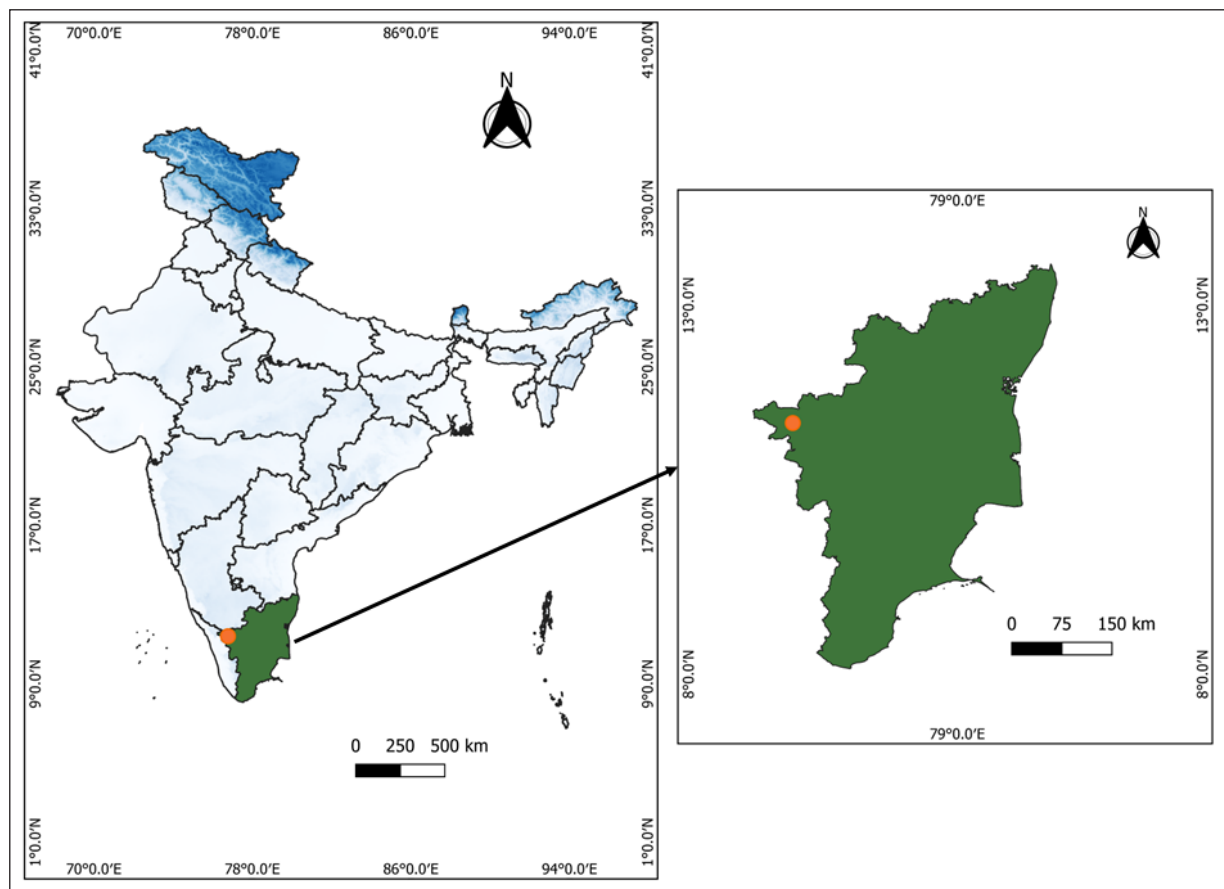 70°0.0′E 78°0.0′E 86°0.0′E 94°0.0′E
41°0.0′N 41°0.0′N
N
33°0.0′N 33°0.0′N
25°0.0′N 25°0.0′N
17°0.0′N 17°0.0′N
9°0.0′N 9°0.0′N
0 250 500 km
1°0.0′N 1°0.0′N
70°0.0′E 78°0.0′E 86°0.0′E 94°0.0′E
79°0.0′E
N
13°0.0′N 13°0.0′N
0 75 150 km
8°0.0′N 8°0.0′N
79°0.0′E